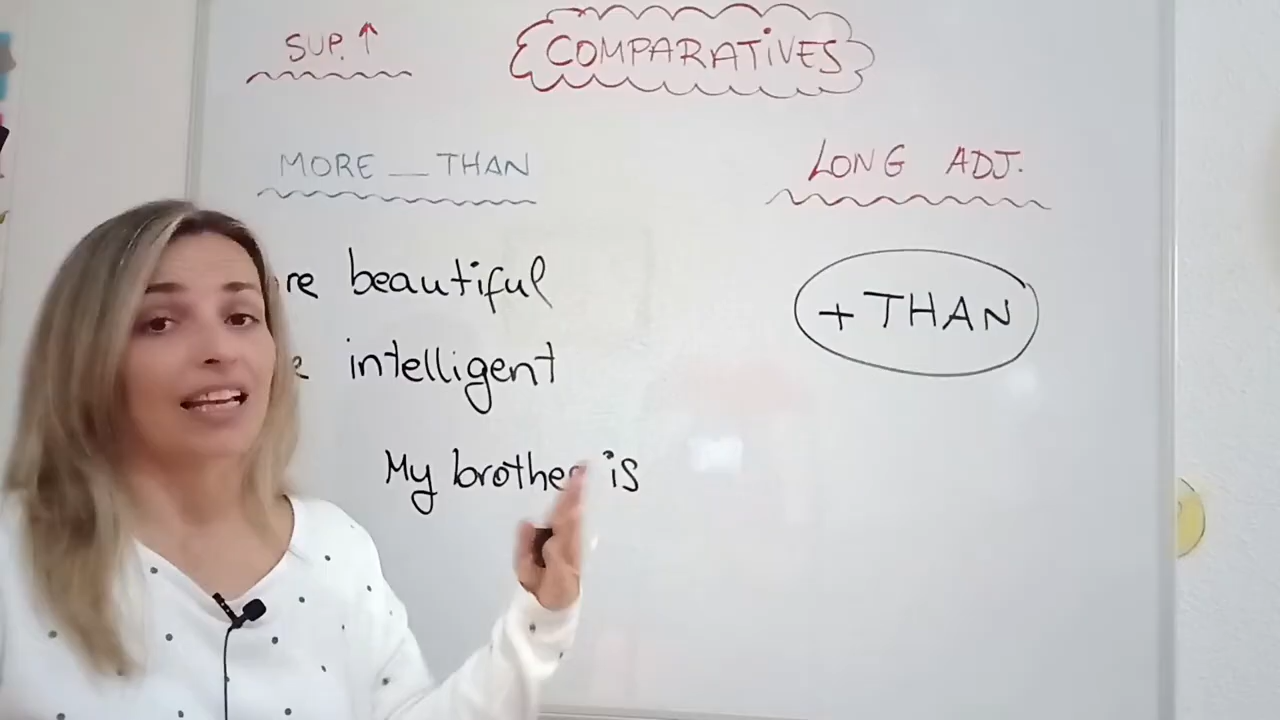 SUP. ↑
COMPARATIVES
MORE __ THAN
LONG ADJ.
re beautiful
+ THAN
e intelligent
My brother is